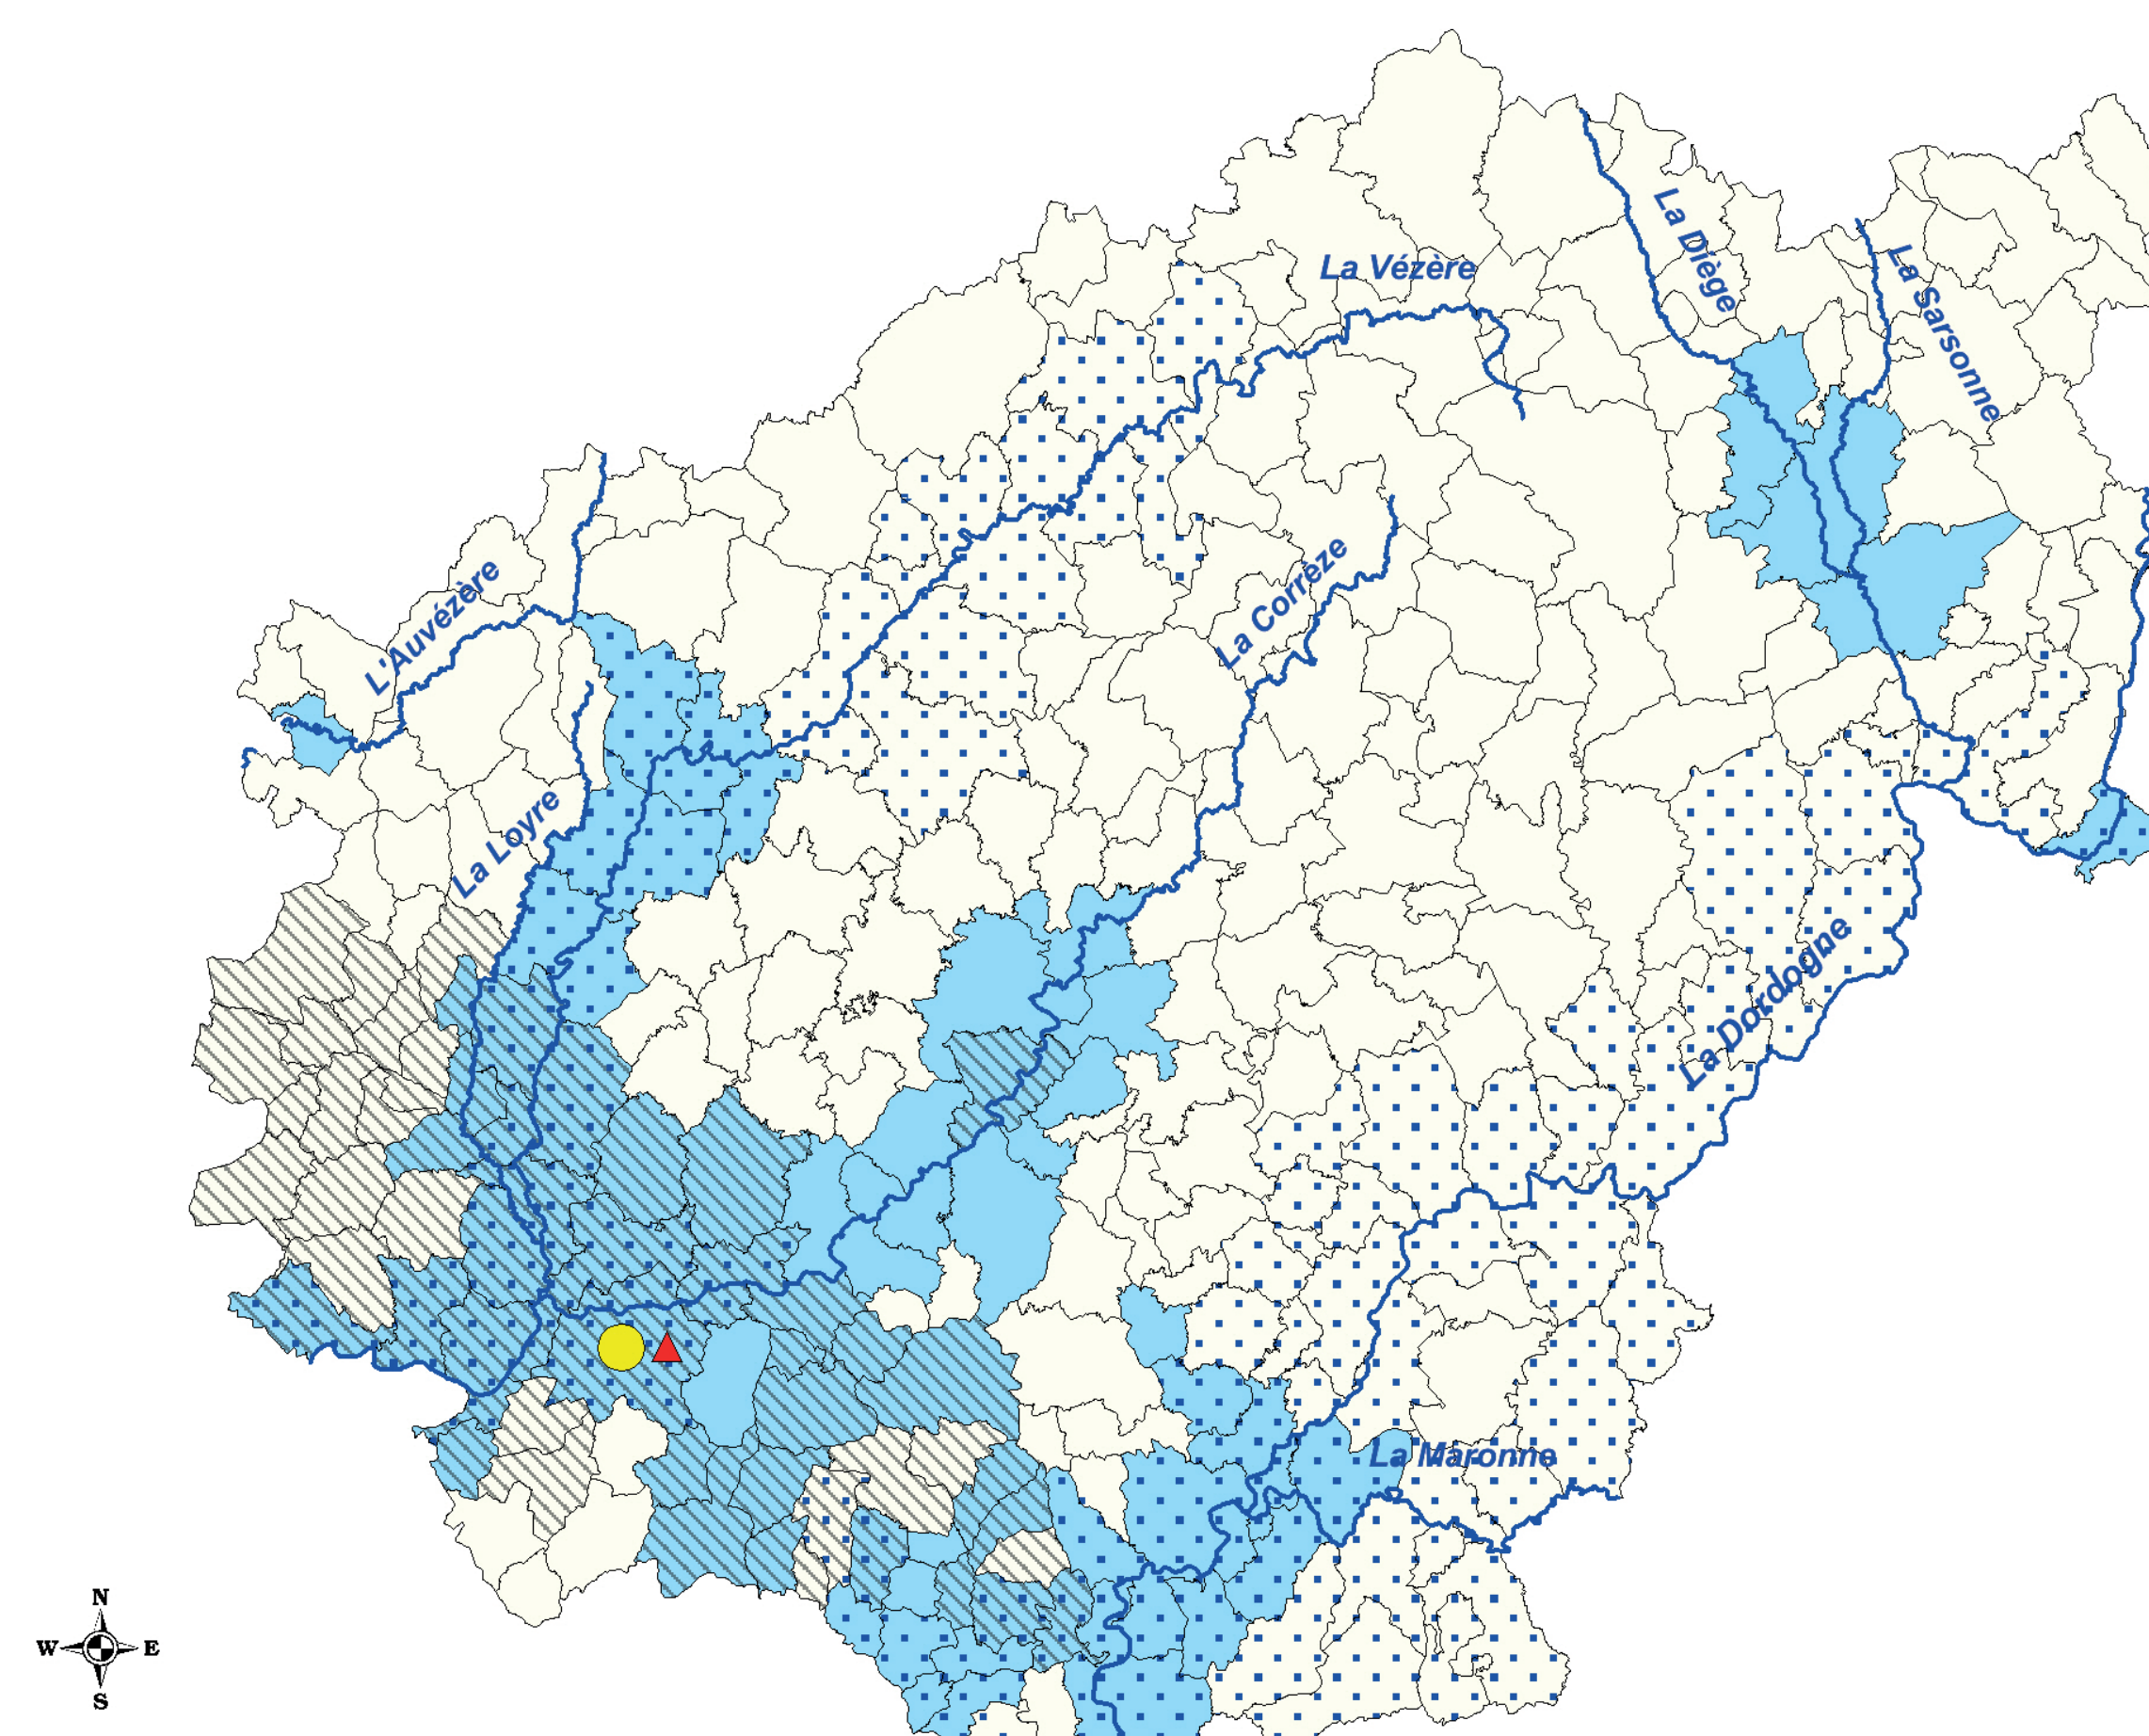 La Diège
La Sarsonne
La Vézère
L'Auvézère
La Corrèze
La Loyre
La Dordogne
La Maronne
N
W E
S